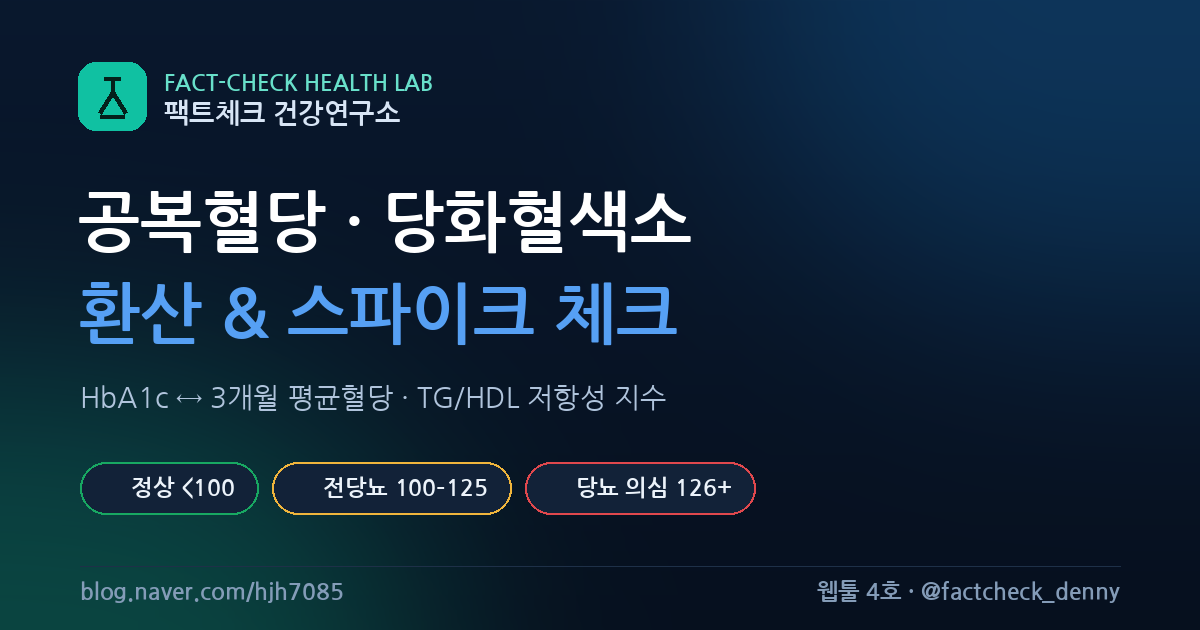 FACT-CHECK HEALTH LAB
팩트체크 건강연구소
공복혈당 · 당화혈색소
환산 & 스파이크 체크
HbA1c ↔ 3개월 평균혈당 · TG/HDL 저항성 지수
정상 <100
전당뇨 100-125
당뇨 의심 126+
blog.naver.com/hjh7085
웹툴 4호 · @factcheck_denny